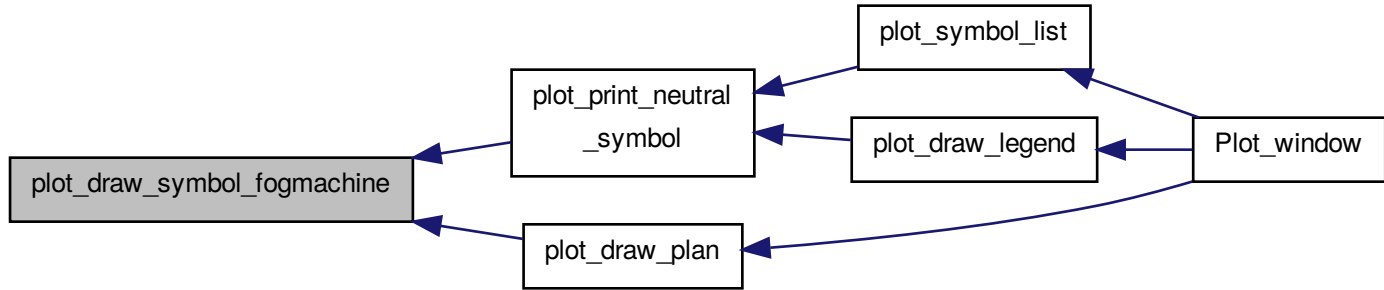 plot_draw_symbol_fogmachine
plot_print_neutral
_symbol
plot_draw_plan
plot_symbol_list
plot_draw_legend
Plot_window